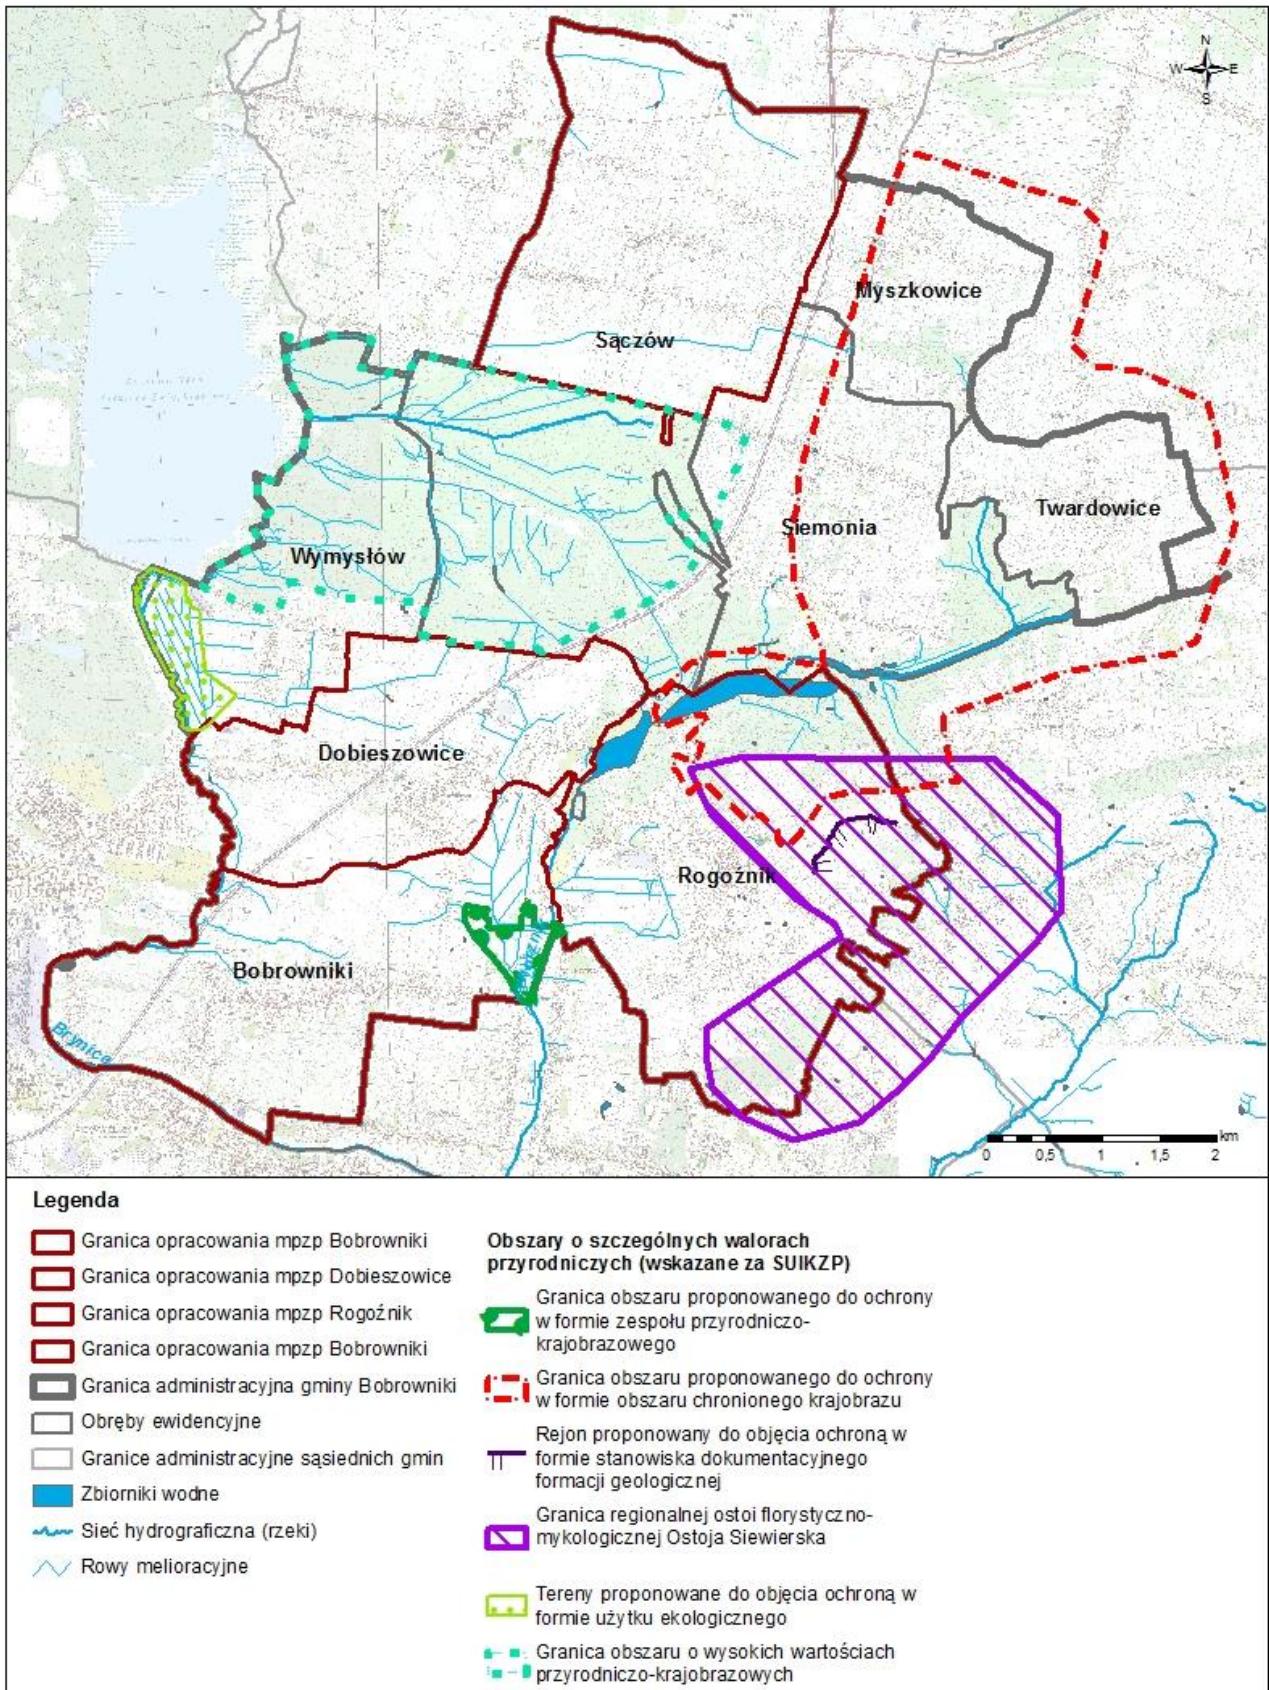 N
W E
S
Myszkowice
Sączów
Twardowice
Siemonia
Wymysłów
Dobieszowice
Rogoźnik
Bobrowniki
Brynica
km
0 0,5 1 1,5 2
Legenda
Granica opracowania mpzp Bobrowniki
Granica opracowania mpzp Dobieszowice
Granica opracowania mpzp Rogoźnik
Granica opracowania mpzp Bobrowniki
Granica administracyjna gminy Bobrowniki
Obręby ewidencyjne
Granice administracyjne sąsiednich gmin
Zbiorniki wodne
Sieć hydrograficzna (rzeki)
Rowy melioracyjne
Obszary o szczególnych walorach
przyrodniczych (wskazane za SUIKZP)
Granica obszaru proponowanego do ochrony
w formie zespołu przyrodniczo-
krajobrazowego
Granica obszaru proponowanego do ochrony
w formie obszaru chronionego krajobrazu
Rejon proponowany do objęcia ochroną w
formie stanowiska dokumentacyjnego
formacji geologicznej
Granica regionalnej ostoi florystyczno-
mykologicznej Ostoja Siewierska
Tereny proponowane do objęcia ochroną w
formie użytku ekologicznego
Granica obszaru o wysokich wartościach
przyrodniczo-krajobrazowych